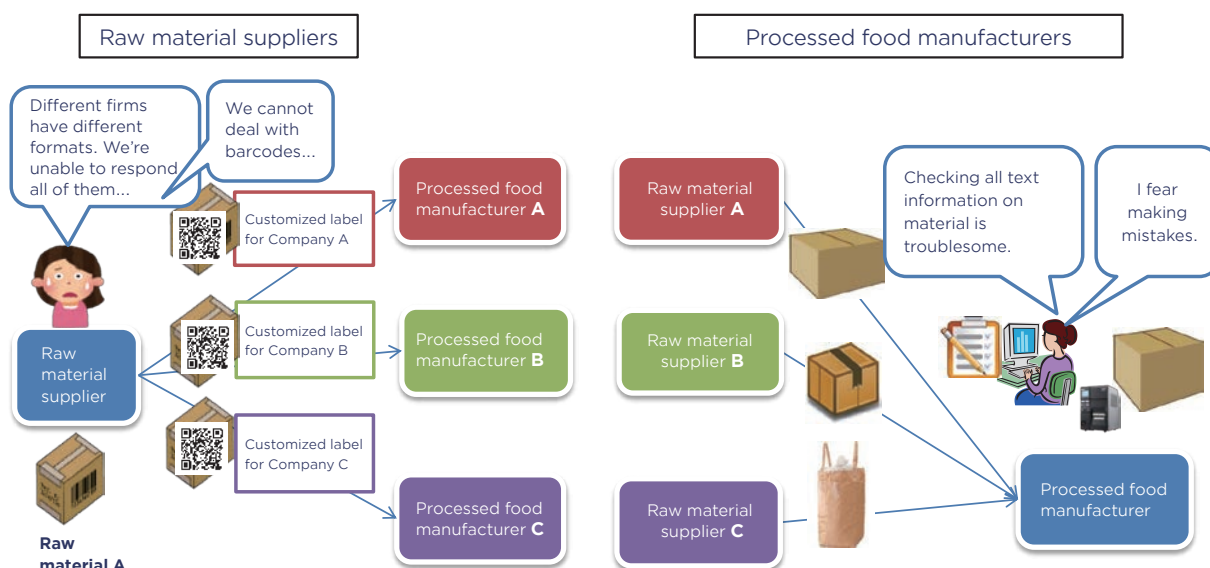 Raw material suppliers
Different firms
have different
formats. We’re
unable to respond
all of them...
We cannot
deal with
barcodes...
Customized label
for Company A
Processed food
manufacturer A
Customized label
for Company B
Processed food
manufacturer B
Raw
material
supplier
Customized label
for Company C
Processed food
manufacturer C
Raw
material A
Processed food manufacturers
Raw material
supplier A
Checking all text
information on
material is
troublesome.
I fear
making
mistakes.
Raw material
supplier B
Raw material
supplier C
Processed food
manufacturer